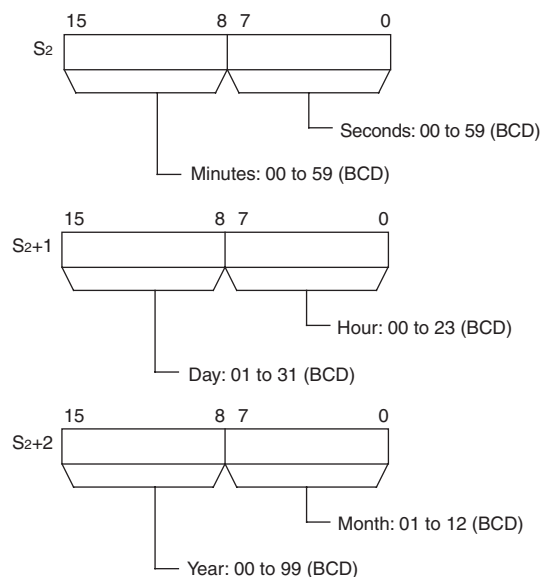 15 8 7 0
S2
Seconds: 00 to 59 (BCD)
Minutes: 00 to 59 (BCD)
15 8 7 0
S2+1
Hour: 00 to 23 (BCD)
Day: 01 to 31 (BCD)
15 8 7 0
S2+2
Month: 01 to 12 (BCD)
Year: 00 to 99 (BCD)